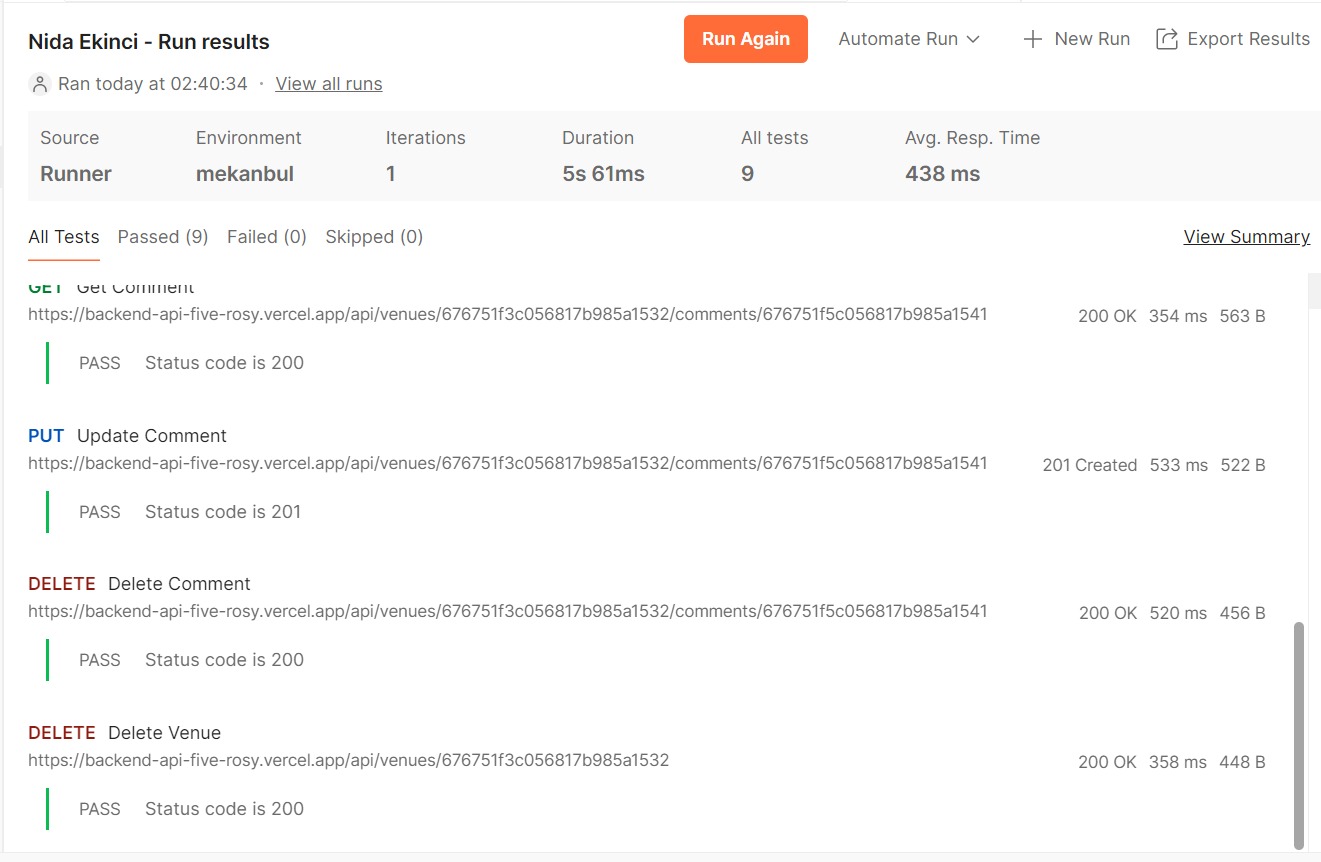 Nida Ekinci - Run results
Run Again
Automate Run
New Run
Export Results
Ran today at 02:40:34 · View all runs
Source Environment Iterations Duration All tests Avg. Resp. Time
Runner mekanbul 1 5s 61ms 9 438 ms
All Tests Passed (9) Failed (0) Skipped (0) View Summary
GET Get Comment
https://backend-api-five-rosy.vercel.app/api/venues/676751f3c056817b985a1532/comments/676751f5c056817b985a1541 200 OK 354 ms 563 B
PASS Status code is 200
PUT Update Comment
https://backend-api-five-rosy.vercel.app/api/venues/676751f3c056817b985a1532/comments/676751f5c056817b985a1541 201 Created 533 ms 522 B
PASS Status code is 201
DELETE Delete Comment
https://backend-api-five-rosy.vercel.app/api/venues/676751f3c056817b985a1532/comments/676751f5c056817b985a1541 200 OK 520 ms 456 B
PASS Status code is 200
DELETE Delete Venue
https://backend-api-five-rosy.vercel.app/api/venues/676751f3c056817b985a1532 200 OK 358 ms 448 B
PASS Status code is 200